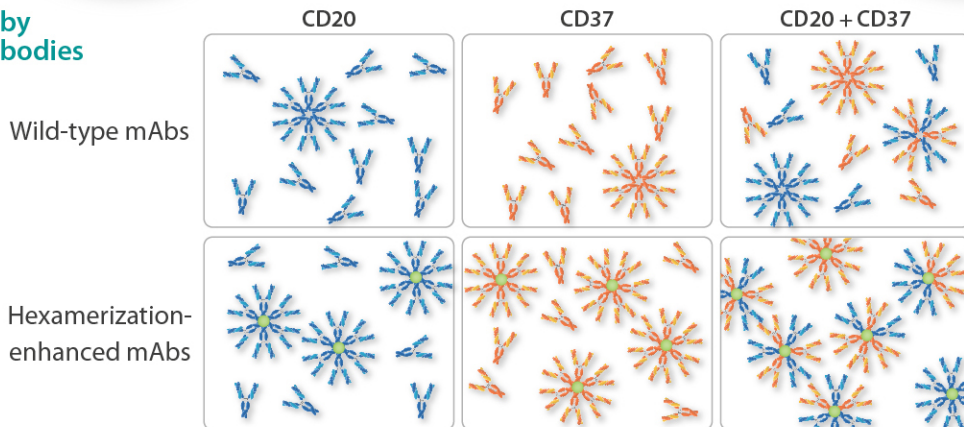 by
bodies
CD20
CD37
CD20 + CD37
Wild-type mAbs
Hexamerization-
enhanced mAbs